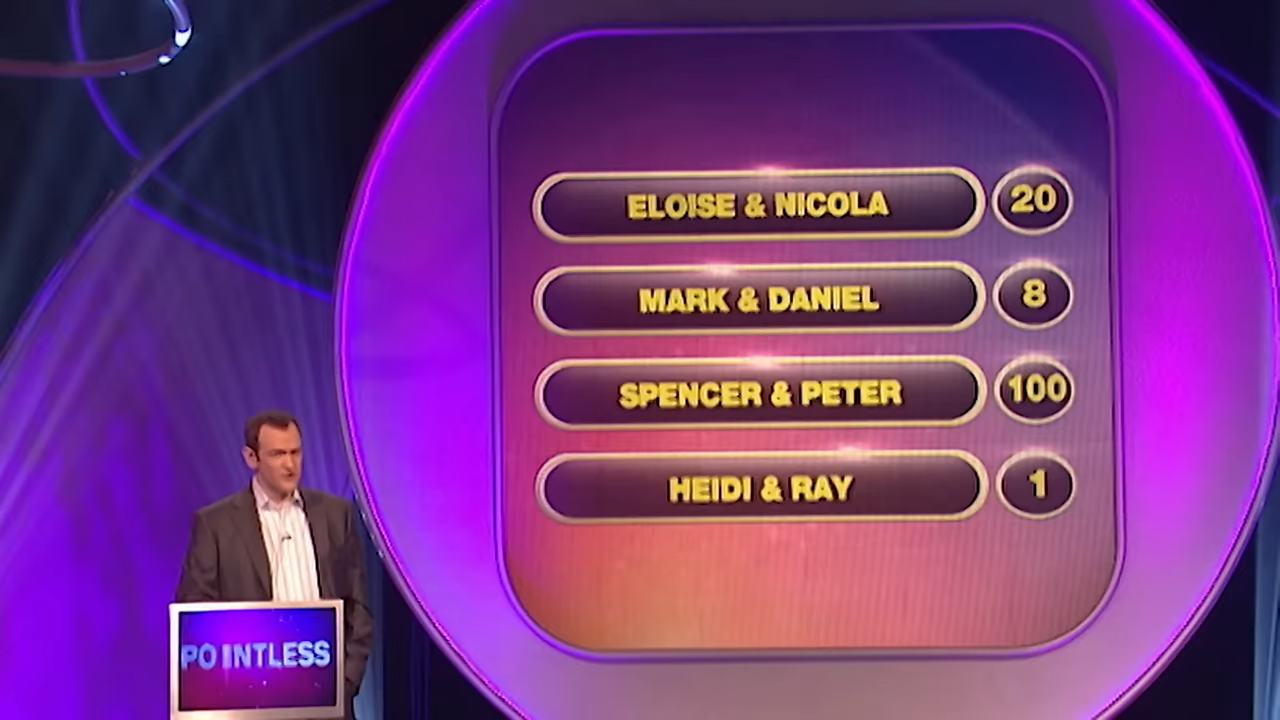 ELOISE & NICOLA 20
MARK & DANIEL 8
SPENCER & PETER 100
HEIDI & RAY 1
POINTLESS